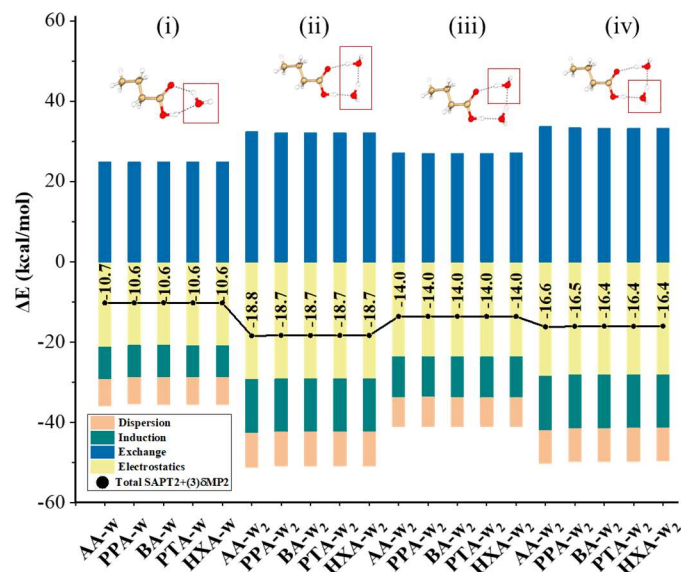 (i) (ii) (iii) (iv)
60
40
20
0
-20
-40
-60
ΔE (kcal/mol)
-10.7 -10.6 -10.6 -10.6 -10.6 -18.8 -18.7 -18.7 -18.7 -18.7 -14.0 -14.0 -14.0 -14.0 -14.0 -16.6 -16.5 -16.4 -16.4 -16.4
Dispersion
Induction
Exchange
Electrostatics
Total SAPT2+(3)δMP2
AA-w PPA-w BA-w PTA-w HXA-w AA-w₂ PPA-w₂ BA-w₂ PTA-w₂ HXA-w₂ AA-w₂ PPA-w₂ BA-w₂ PTA-w₂ HXA-w₂ AA-w₂ PPA-w₂ BA-w₂ PTA-w₂ HXA-w₂